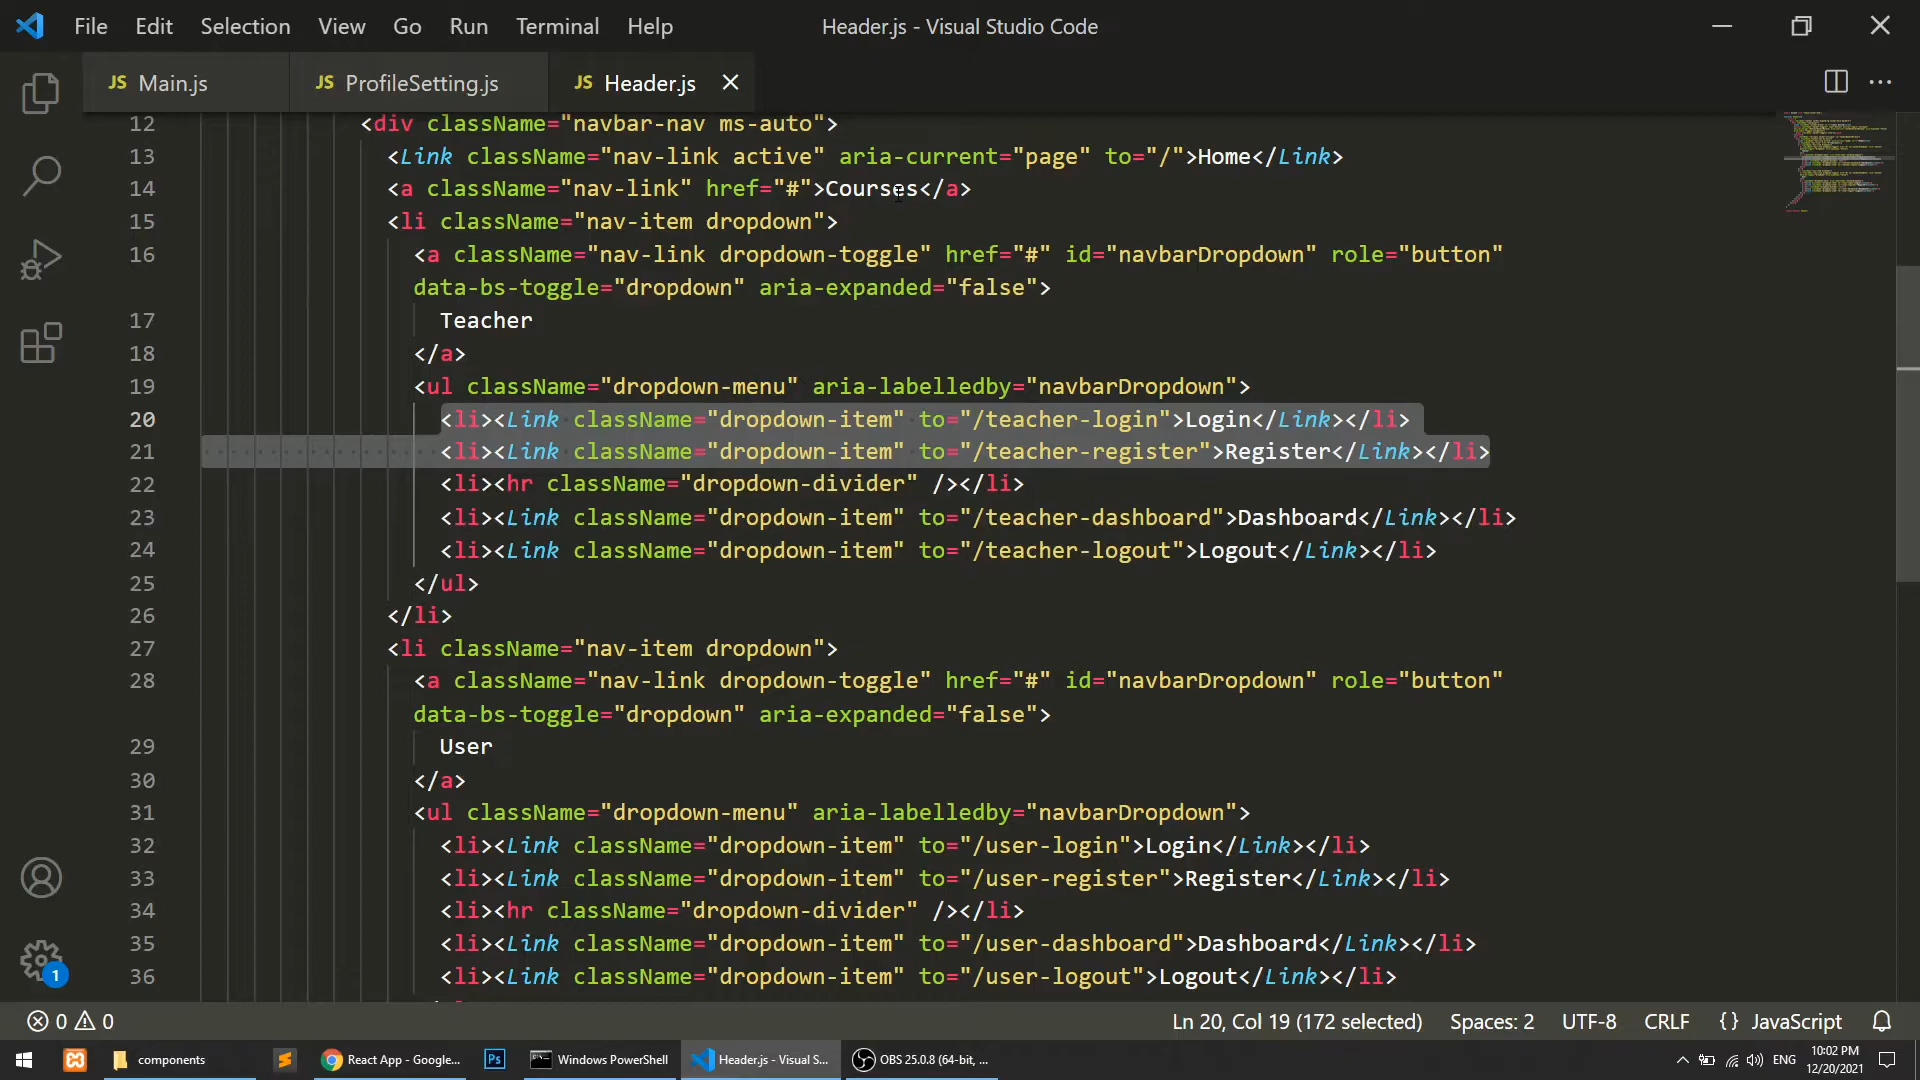 File Edit Selection View Go Run Terminal Help Header.js - Visual Studio Code
JS Main.js JS ProfileSetting.js JS Header.js
12 <div className="navbar-nav ms-auto">
13 <Link className="nav-link active" aria-current="page" to="/">Home</Link>
14 <a className="nav-link" href="#">Courses</a>
15 <li className="nav-item dropdown">
16 <a className="nav-link dropdown-toggle" href="#" id="navbarDropdown" role="button"
data-bs-toggle="dropdown" aria-expanded="false">
17 Teacher
18 </a>
19 <ul className="dropdown-menu" aria-labelledby="navbarDropdown">
20 <li><Link className="dropdown-item" to="/teacher-login">Login</Link></li>
21 <li><Link className="dropdown-item" to="/teacher-register">Register</Link></li>
22 <li><hr className="dropdown-divider" /></li>
23 <li><Link className="dropdown-item" to="/teacher-dashboard">Dashboard</Link></li>
24 <li><Link className="dropdown-item" to="/teacher-logout">Logout</Link></li>
25 </ul>
26 </li>
27 <li className="nav-item dropdown">
28 <a className="nav-link dropdown-toggle" href="#" id="navbarDropdown" role="button"
data-bs-toggle="dropdown" aria-expanded="false">
29 User
30 </a>
31 <ul className="dropdown-menu" aria-labelledby="navbarDropdown">
32 <li><Link className="dropdown-item" to="/user-login">Login</Link></li>
33 <li><Link className="dropdown-item" to="/user-register">Register</Link></li>
34 <li><hr className="dropdown-divider" /></li>
35 <li><Link className="dropdown-item" to="/user-dashboard">Dashboard</Link></li>
36 <li><Link className="dropdown-item" to="/user-logout">Logout</Link></li>
1
0 0 Ln 20, Col 19 (172 selected) Spaces: 2 UTF-8 CRLF {} JavaScript
components Ps React App - Google... Windows PowerShell Header.js - Visual S... OBS 25.0.8 (64-bit, ... ENG 10:02 PM
12/20/2021